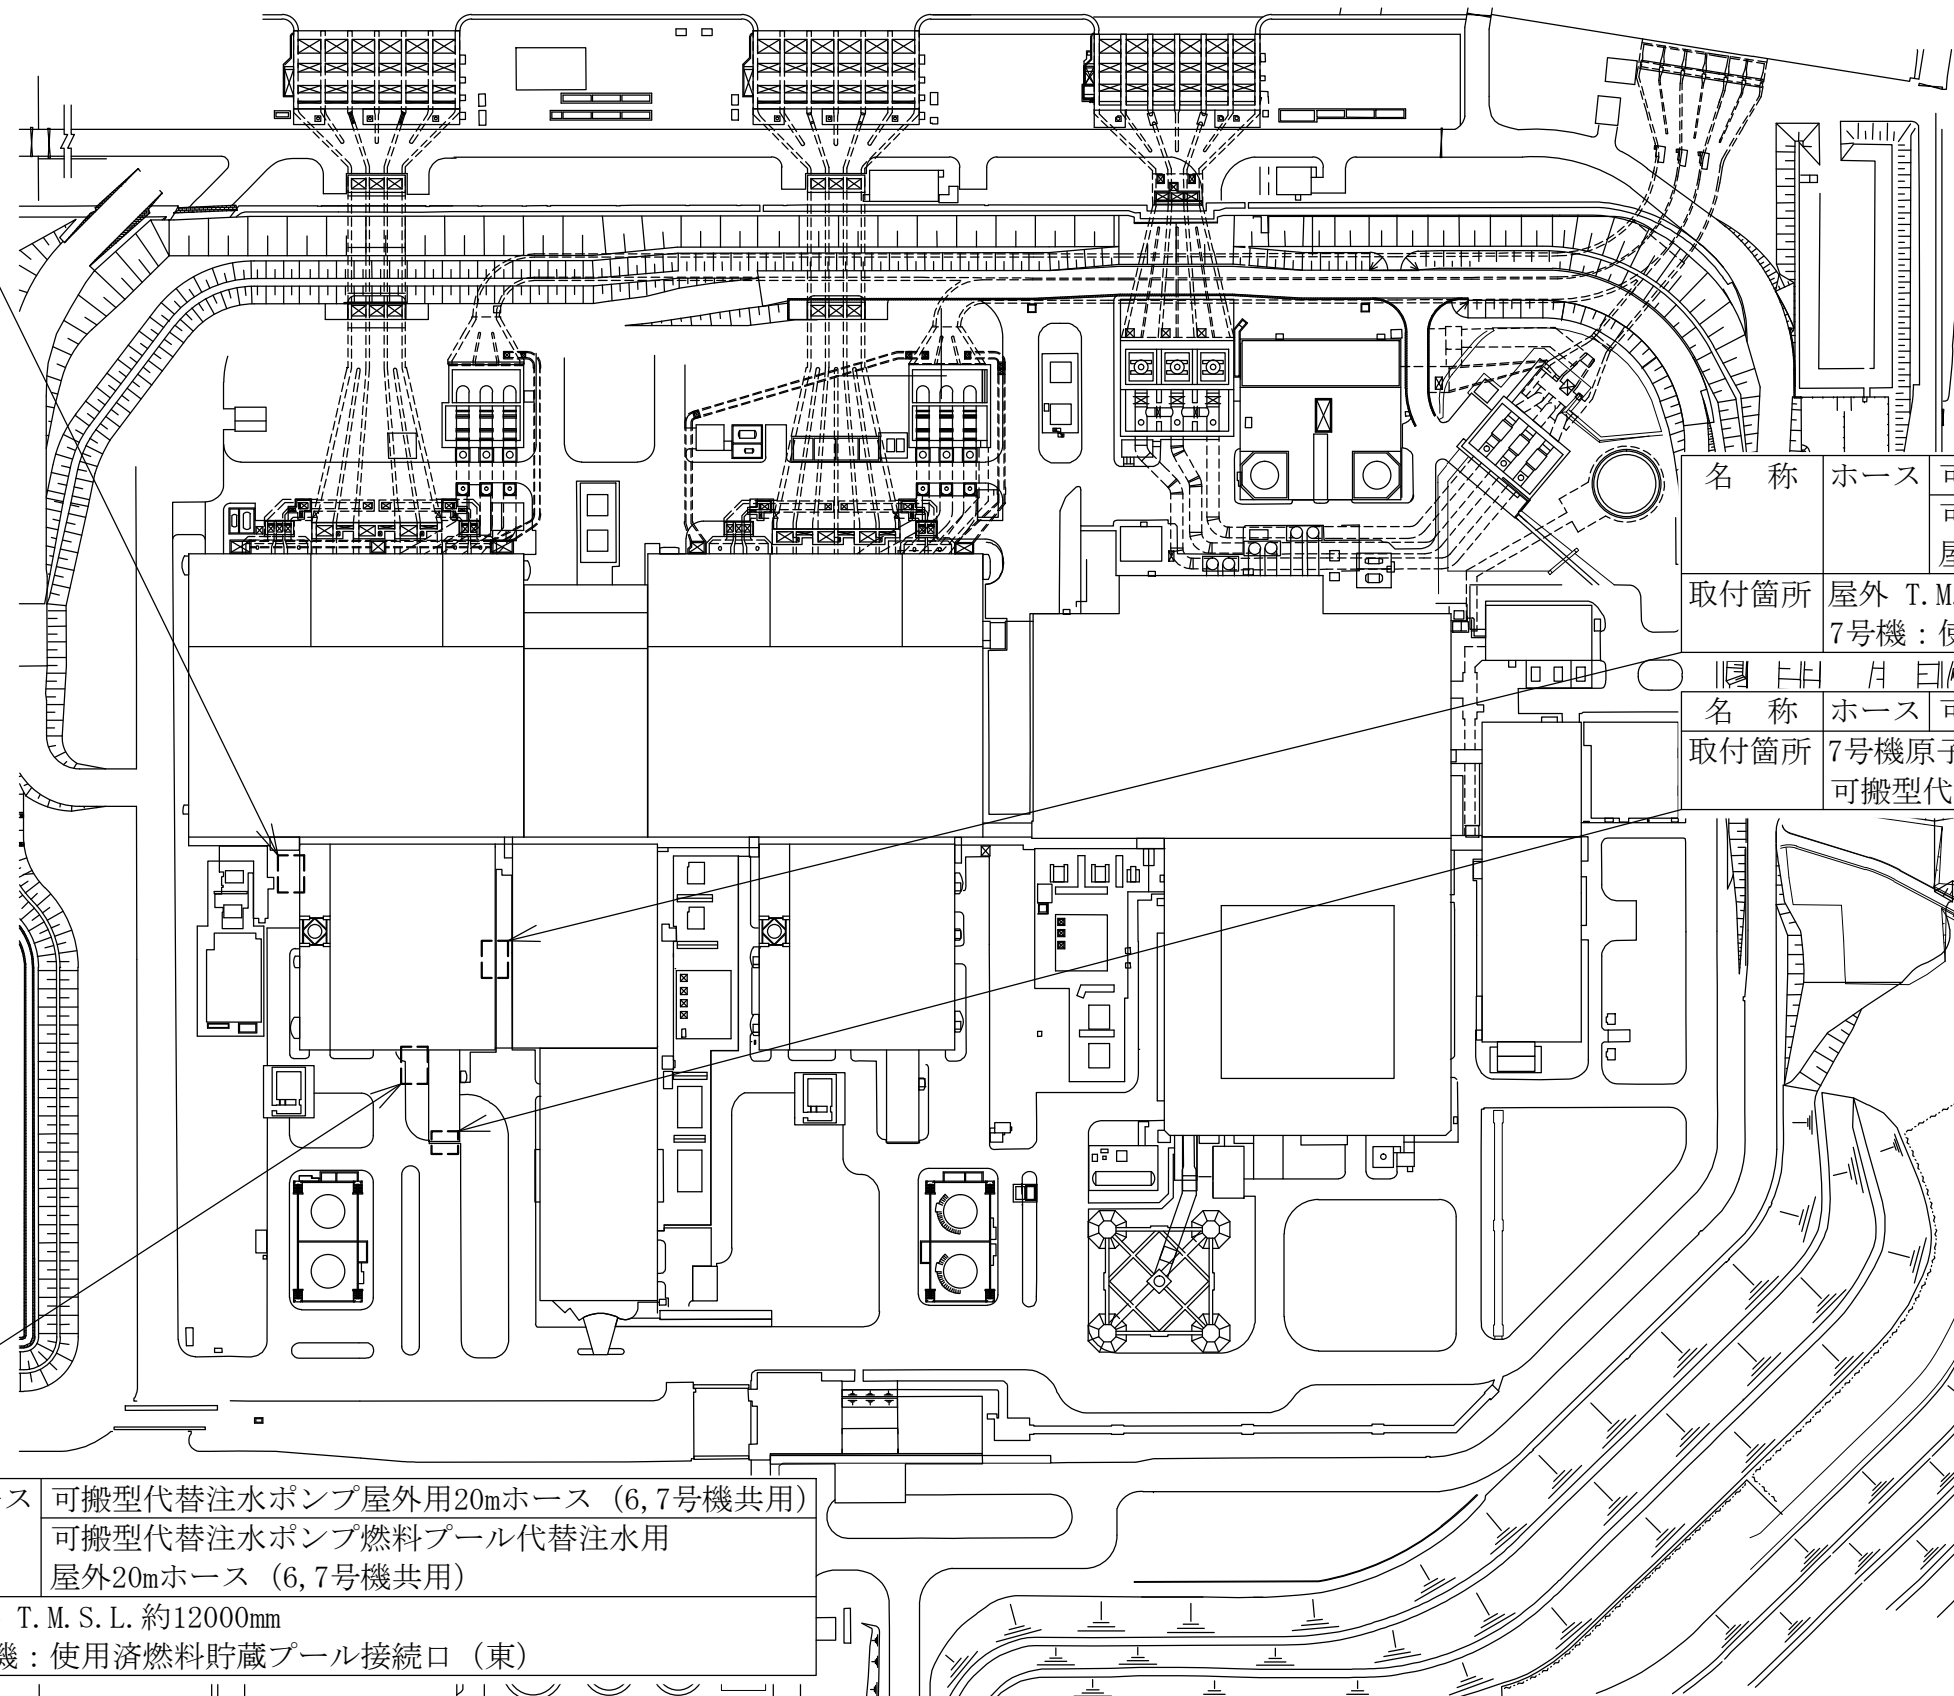 名 称 ホース 可
可
屋
取付箇所 屋外 T.M.
7号機：使
名 称 ホース 可
取付箇所 7号機原子
可搬型代
ース 可搬型代替注水ポンプ屋外用20mホース（6,7号機共用）
可搬型代替注水ポンプ燃料プール代替注水用
屋外20mホース（6,7号機共用）
T.M.S.L.約12000mm
機：使用済燃料貯蔵プール接続口（東）